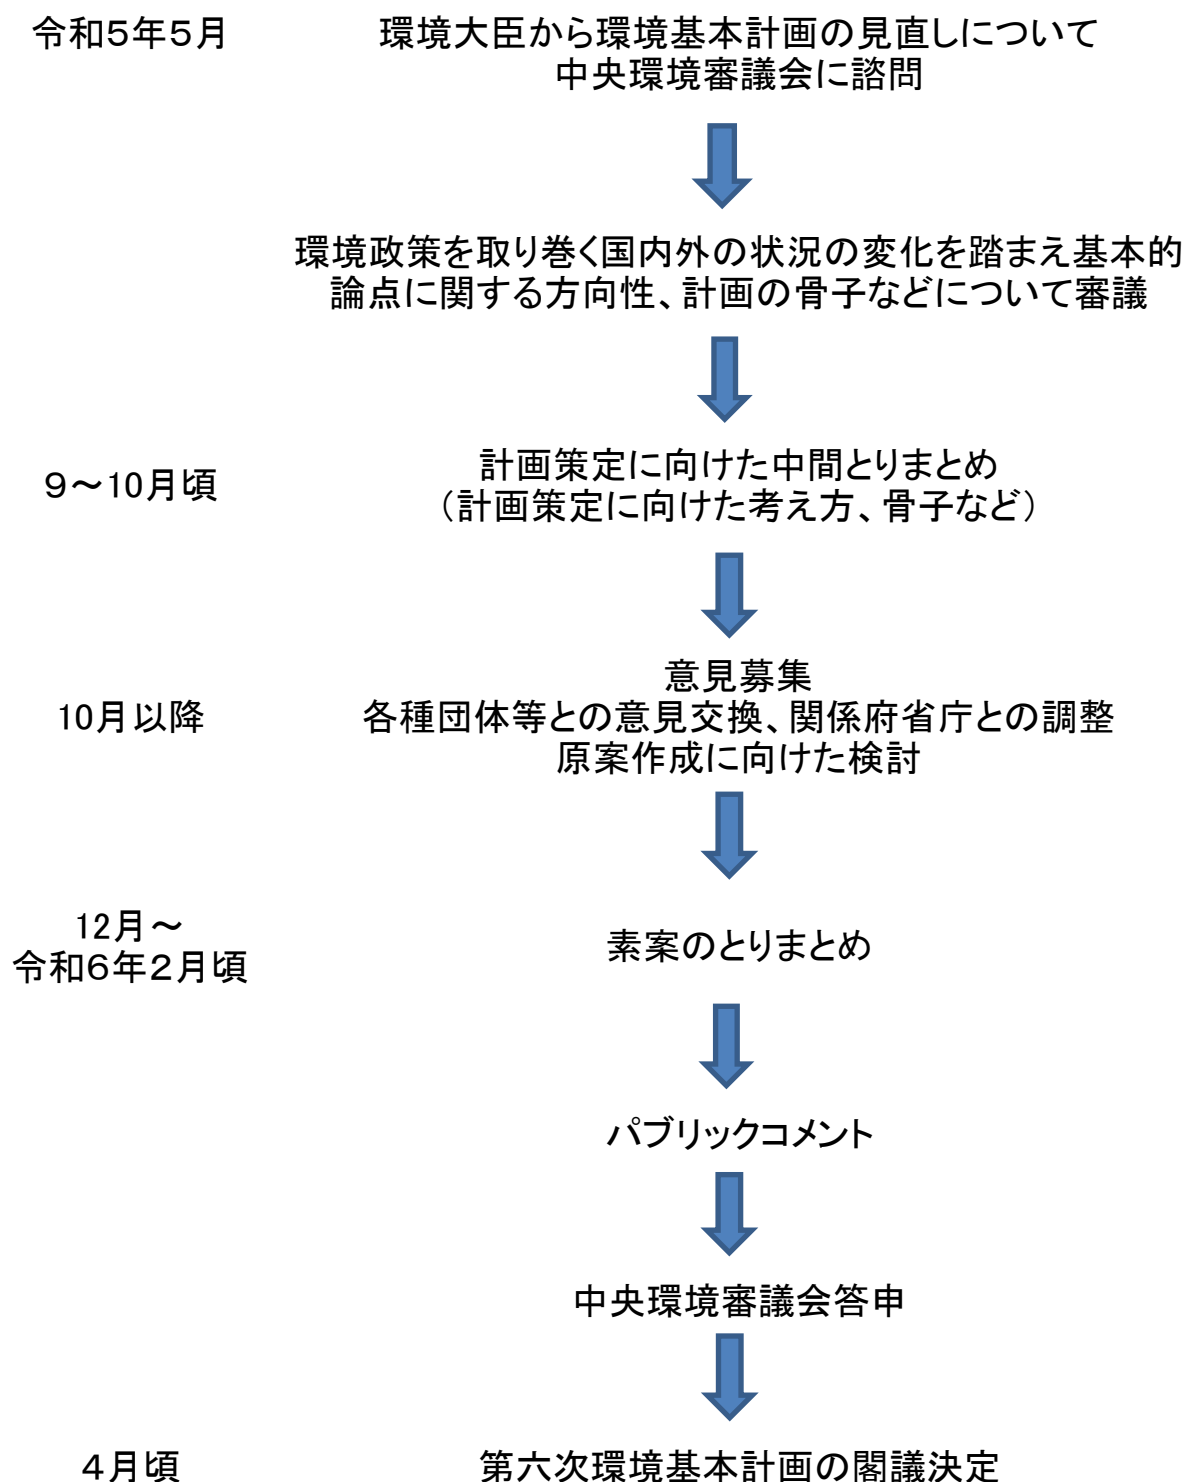 令和５年５月
環境大臣から環境基本計画の見直しについて
中央環境審議会に諮問
環境政策を取り巻く国内外の状況の変化を踏まえ基本的
論点に関する方向性、計画の骨子などについて審議
９～10月頃
計画策定に向けた中間とりまとめ
（計画策定に向けた考え方、骨子など）
10月以降
意見募集
各種団体等との意見交換、関係府省庁との調整
原案作成に向けた検討
12月～
令和６年２月頃
素案のとりまとめ
パブリックコメント
中央環境審議会答申
４月頃
第六次環境基本計画の閣議決定